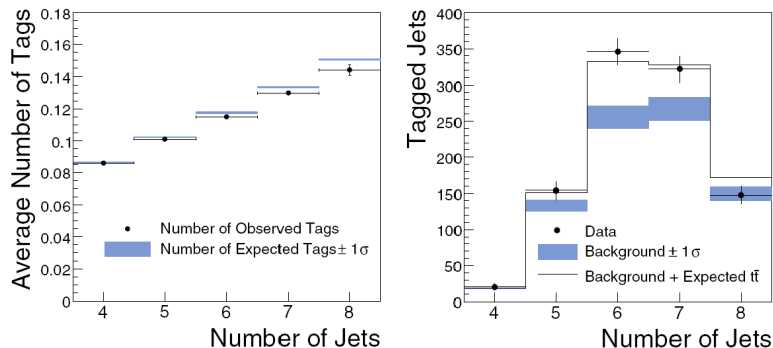 Average Number of Tags
0.18
0.16
0.14
0.12
0.1
0.08
0.06
0.04
0.02
0
Number of Observed Tags
Number of Expected Tags ± 1σ
4 5 6 7 8
Number of Jets
Tagged Jets
400
350
300
250
200
150
100
50
0
Data
Background ± 1σ
Background + Expected tt̄
4 5 6 7 8
Number of Jets